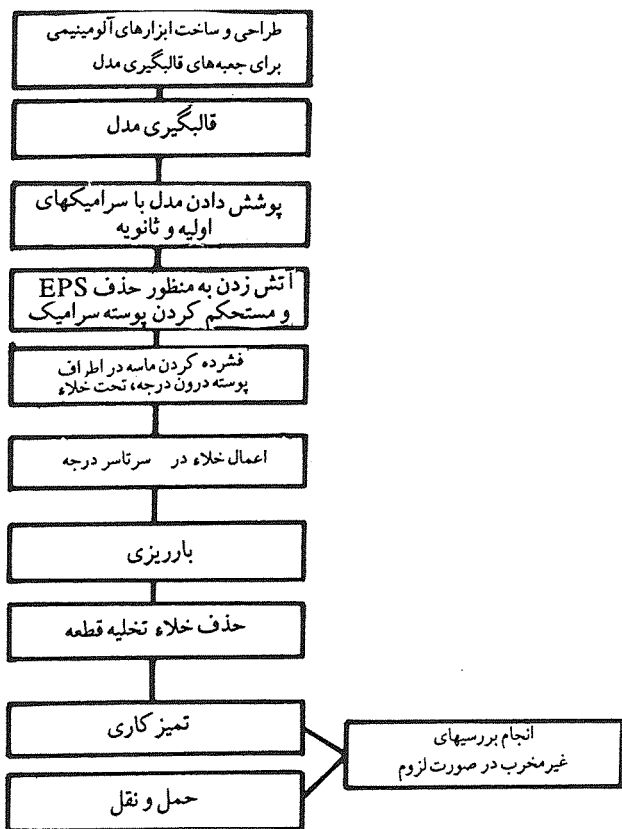 طراحی و ساخت ابزارهای آلومینیمی
برای جعبه‌های قالبگیری مدل
قالبگیری مدل
پوشش دادن مدل با سرامیکهای
اولیه و ثانویه
آتش زدن به منظور حذف EPS
و مستحکم کردن پوسته سرامیک
فشرده کردن ماسه در اطراف
پوسته درون درجه، تحت خلاء
اعمال خلاء در سرتاسر درجه
بارریزی
حذف خلاء تخلیه قطعه
تمیز کاری
انجام بررسیهای
غیرمخرب در صورت لزوم
حمل و نقل